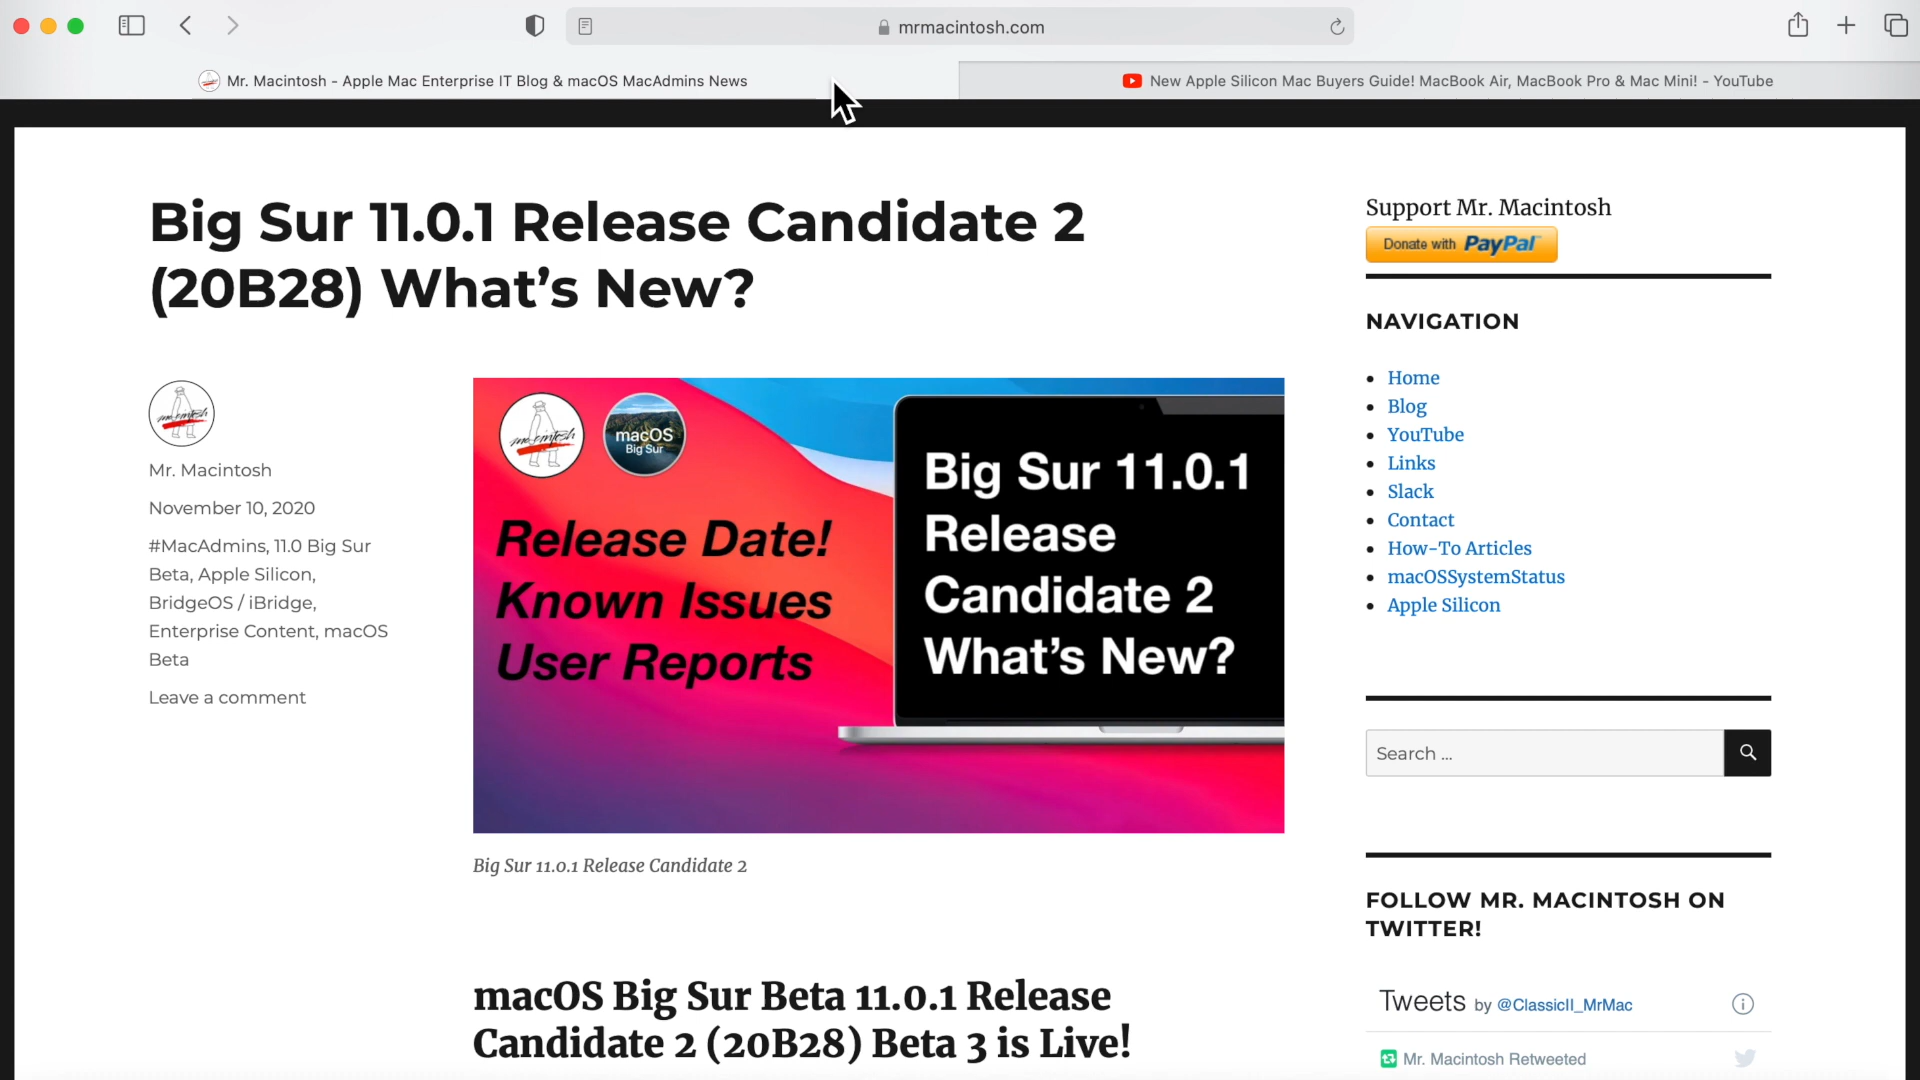 mrmacintosh.com
Mr. Macintosh - Apple Mac Enterprise IT Blog & macOS MacAdmins News
New Apple Silicon Mac Buyers Guide! MacBook Air, MacBook Pro & Mac Mini! - YouTube
Big Sur 11.0.1 Release Candidate 2
(20B28) What’s New?
Mr. Macintosh
November 10, 2020
#MacAdmins, 11.0 Big Sur
Beta, Apple Silicon,
BridgeOS / iBridge,
Enterprise Content, macOS
Beta
Leave a comment
macOS
Big Sur
Release Date!
Known Issues
User Reports
Big Sur 11.0.1
Release
Candidate 2
What’s New?
Big Sur 11.0.1 Release Candidate 2
macOS Big Sur Beta 11.0.1 Release
Candidate 2 (20B28) Beta 3 is Live!
Support Mr. Macintosh
Donate with PayPal
NAVIGATION
Home
Blog
YouTube
Links
Slack
Contact
How-To Articles
macOSSystemStatus
Apple Silicon
Search ...
FOLLOW MR. MACINTOSH ON
TWITTER!
Tweets by @ClassicII_MrMac
Mr. Macintosh Retweeted